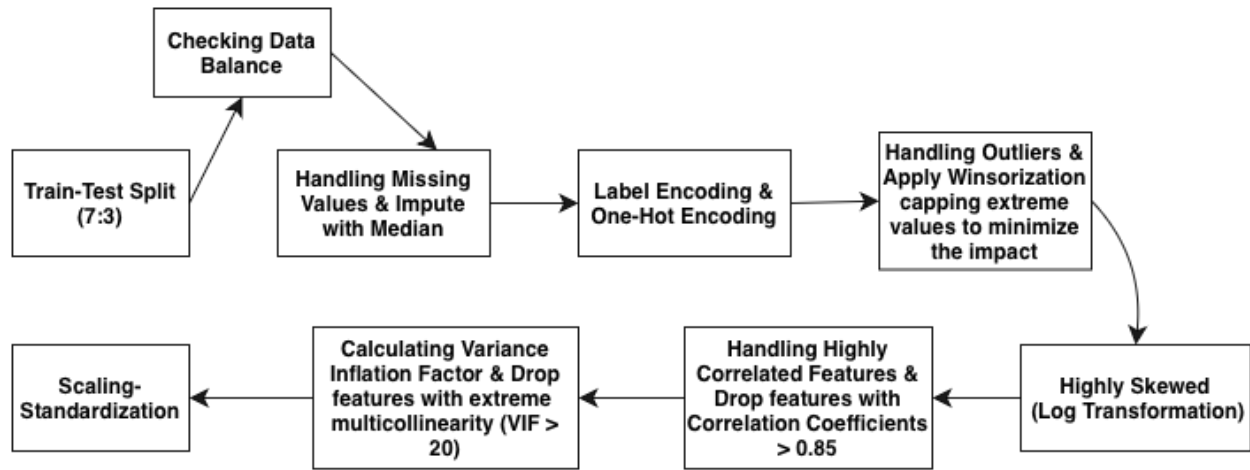 Train-Test Split
(7:3)
Checking Data
Balance
Handling Missing
Values & Impute
with Median
Label Encoding &
One-Hot Encoding
Handling Outliers &
Apply Winsorization
capping extreme
values to minimize
the impact
Highly Skewed
(Log Transformation)
Handling Highly
Correlated Features &
Drop features with
Correlation Coefficients
> 0.85
Calculating Variance
Inflation Factor & Drop
features with extreme
multicollinearity (VIF >
20)
Scaling-
Standardization